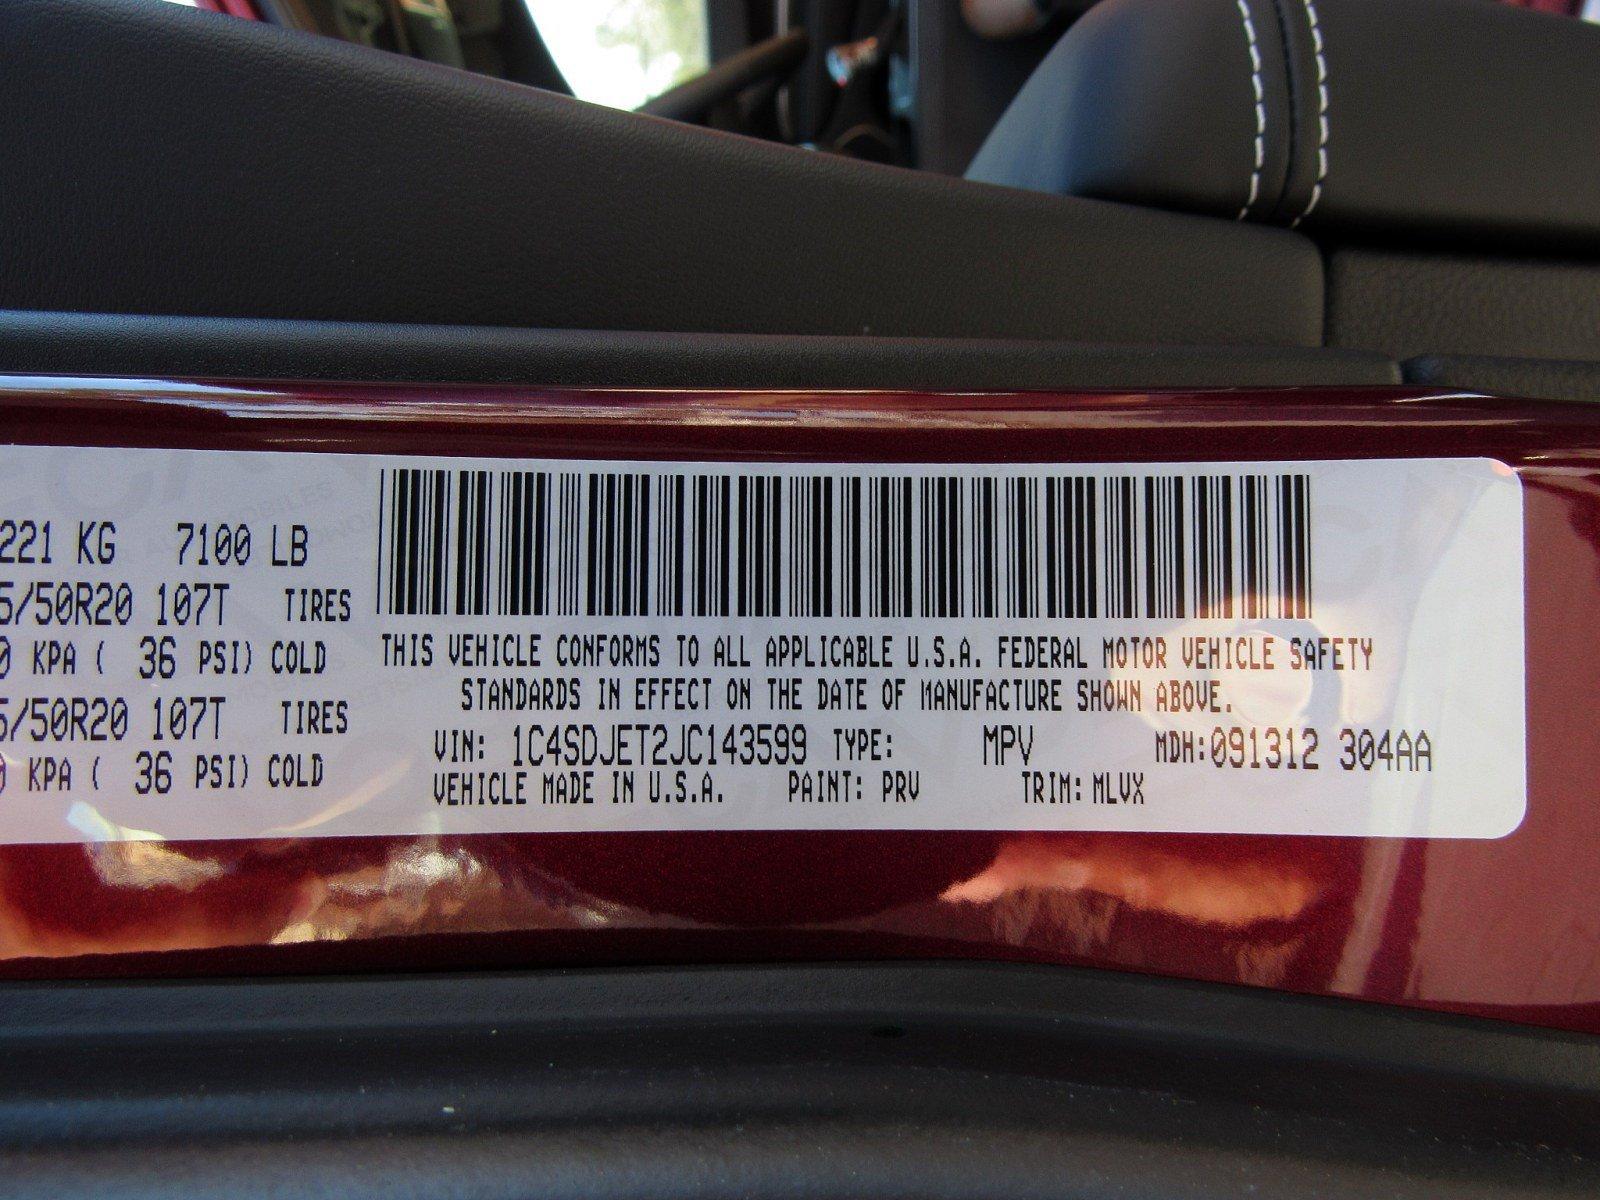 221 KG 7100 LB
5/50R20 107T TIRES
0 KPA ( 36 PSI) COLD
5/50R20 107T TIRES
0 KPA ( 36 PSI) COLD
THIS VEHICLE CONFORMS TO ALL APPLICABLE U.S.A. FEDERAL MOTOR VEHICLE SAFETY
STANDARDS IN EFFECT ON THE DATE OF MANUFACTURE SHOWN ABOVE.
VIN: 1C4SDJET2JC143599 TYPE: MPV MDH:091312 304AA
VEHICLE MADE IN U.S.A. PAINT: PRV TRIM: MLVX